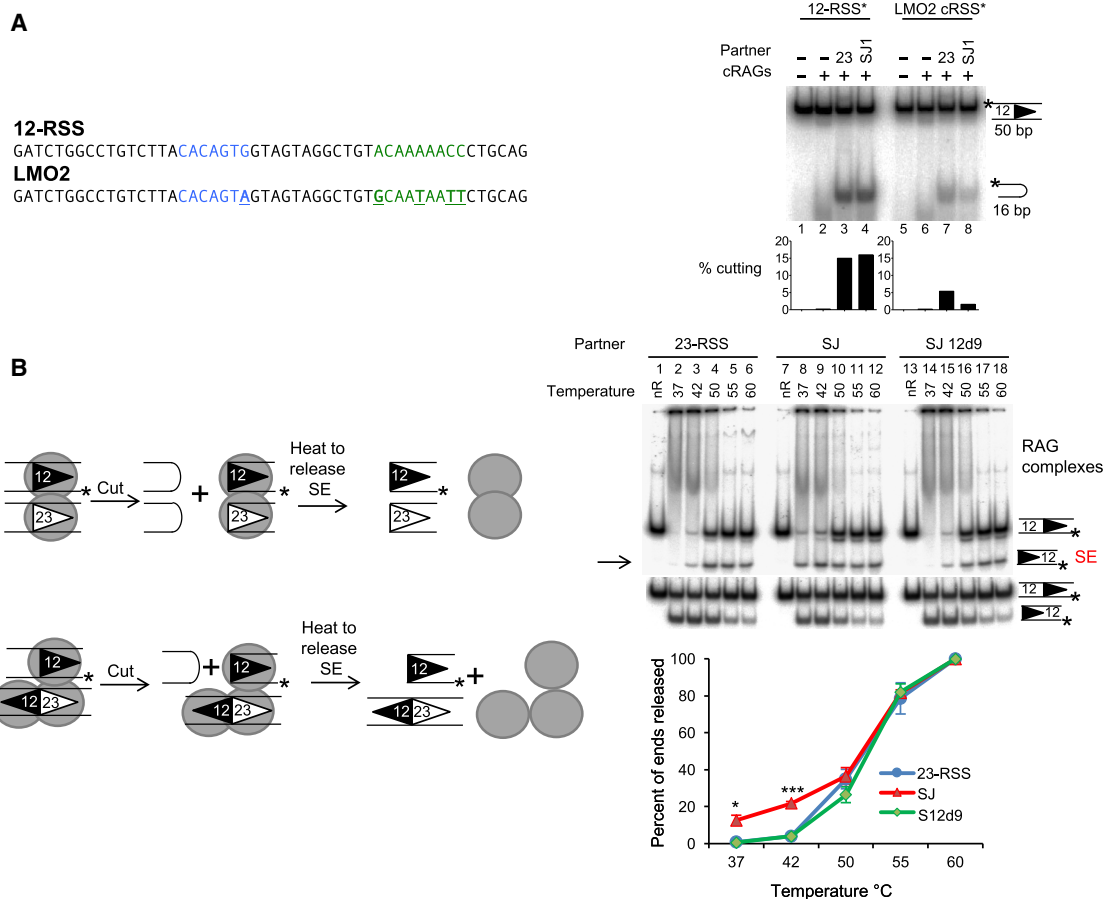 A
12-RSS
GATCTGGCCTGTCTTACACAGTGGTAGTAGGCTGTACAAAAACCCTGCAG
LMO2
GATCTGGCCTGTCTTACACAGTAGTAGTAGGCTGTGCAATAATTCTGCAG
12-RSS* LMO2 cRSS*
Partner - - 23 SJ1 - - 23 SJ1
cRAGs - + + + - + + +
* 12
50 bp
*
16 bp
1 2 3 4 5 6 7 8
% cutting
20 20
15 15
10 10
5 5
0 0
B
Partner 23-RSS SJ SJ 12d9
1 2 3 4 5 6 7 8 9 10 11 12 13 14 15 16 17 18
Temperature nR 37 42 50 55 60 nR 37 42 50 55 60 nR 37 42 50 55 60
RAG
complexes
12 *
12 * SE
12 *
12 *
12 * Cut + 12 * Heat to
release
SE 12 *
23 23 23
12 * Cut + 12 * Heat to
release
SE 12 * +
12 23 12 23 12 23
Percent of ends released
100
80
60
40
20
0
* ***
23-RSS
SJ
S12d9
37 42 50 55 60
Temperature °C